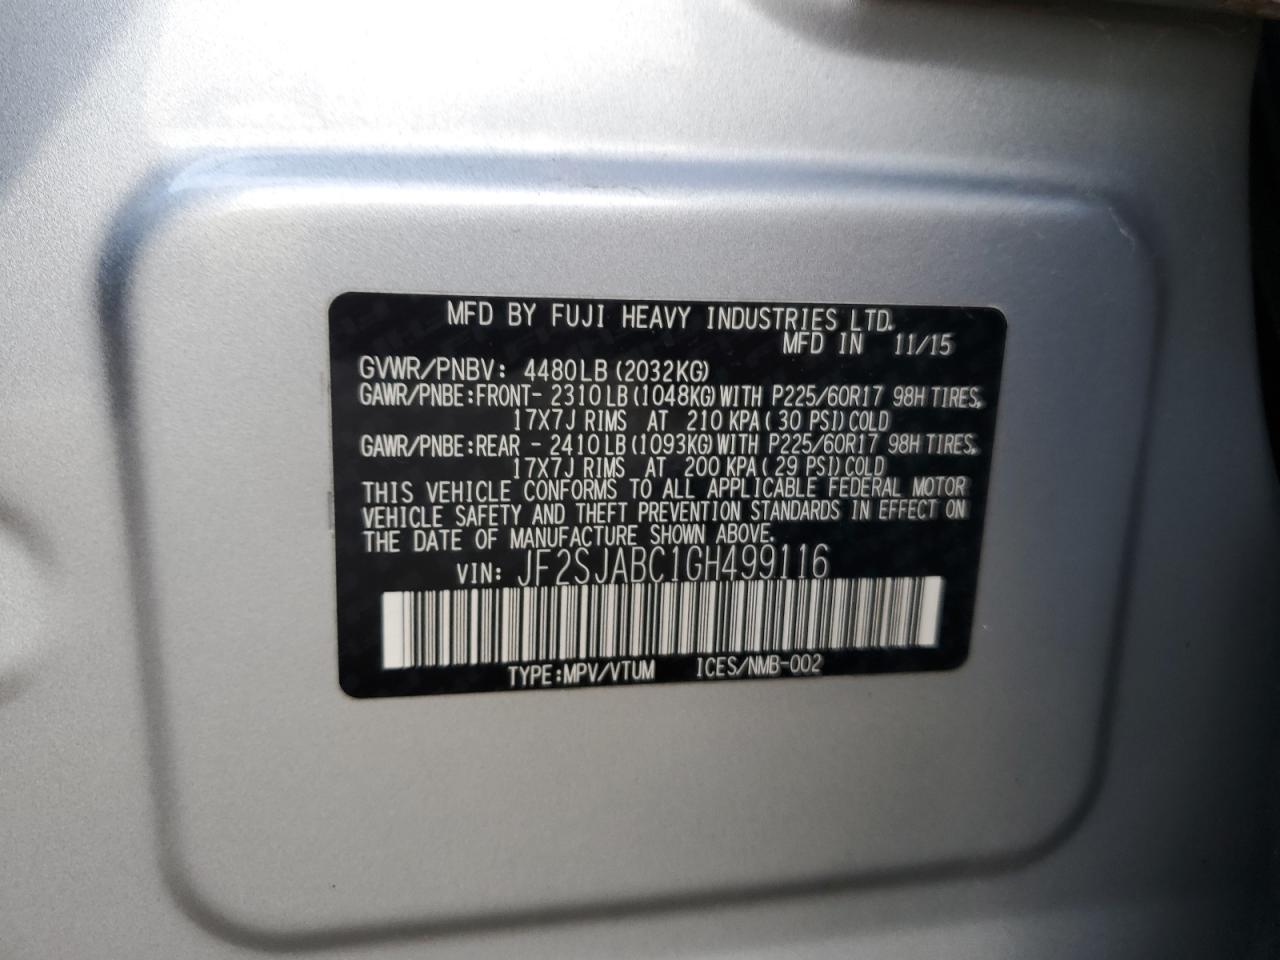 MFD BY FUJI HEAVY INDUSTRIES LTD.
MFD IN 11/15
GVWR/PNBV: 4480LB (2032KG)
GAWR/PNBE:FRONT- 2310LB (1048KG) WITH P225/60R17 98H TIRES,
17X7J RIMS AT 210 KPA ( 30 PSI) COLD
GAWR/PNBE:REAR - 2410LB (1093KG) WITH P225/60R17 98H TIRES,
17X7J RIMS AT 200 KPA ( 29 PSI) COLD
THIS VEHICLE CONFORMS TO ALL APPLICABLE FEDERAL MOTOR
VEHICLE SAFETY AND THEFT PREVENTION STANDARDS IN EFFECT ON
THE DATE OF MANUFACTURE SHOWN ABOVE.
VIN: JF2SJABC1GH499116
TYPE:MPV/VTUM ICES/NMB-002